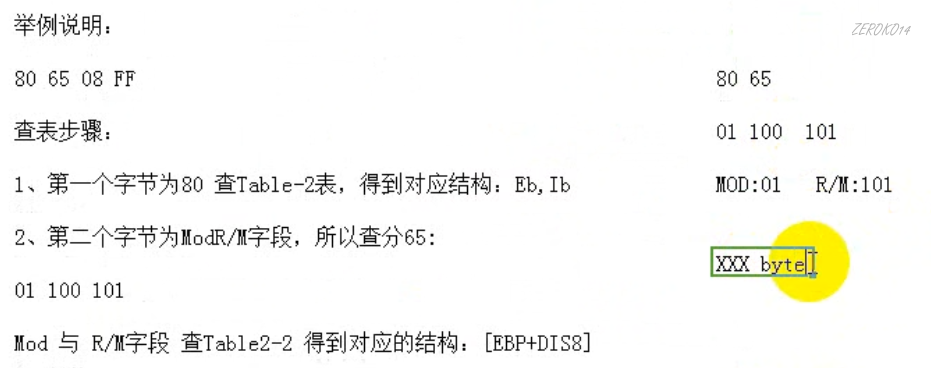 举例说明：
80 65 08 FF
查表步骤：
1、第一个字节为80 查Table-2表，得到对应结构：Eb,Ib
2、第二个字节为ModR/M字段，所以查分65:
01 100 101
Mod 与 R/M字段 查Table2-2 得到对应的结构：[EBP+DIS8]
ZEROKO14
80 65
01 100 101
MOD:01 R/M:101
XXX byte